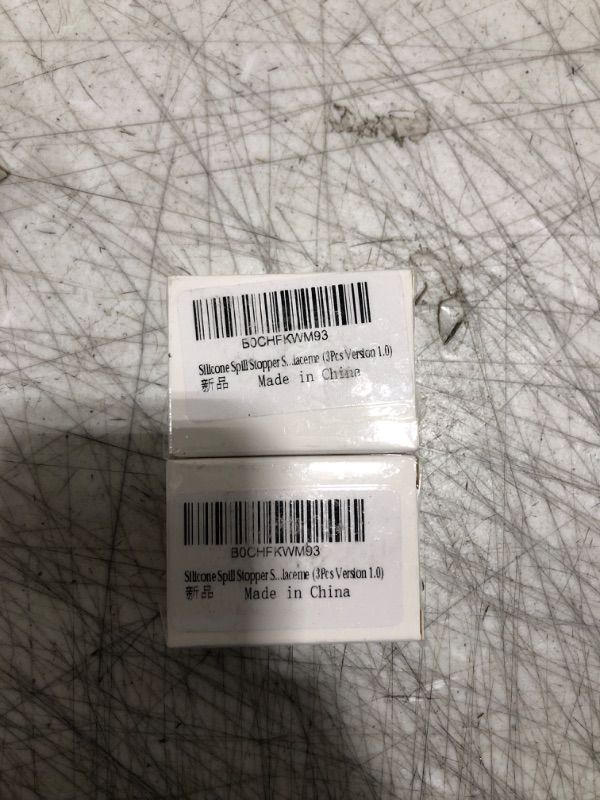 B0CHFKWM93
Silicone Spill Stopper S...laceme (3Pcs Version 1.0)
新品 Made in China
B0CHFKWM93
Silicone Spill Stopper S...laceme (3Pcs Version 1.0)
新品 Made in China